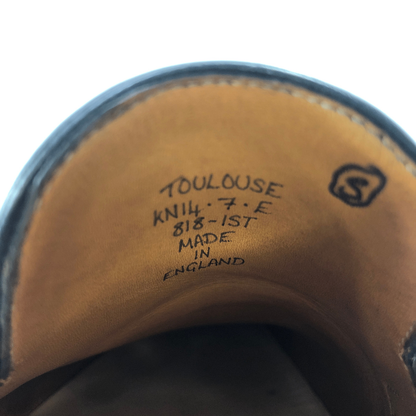 TOULOUSE
KN14·7·E
818-1ST
MADE
IN
ENGLAND
S